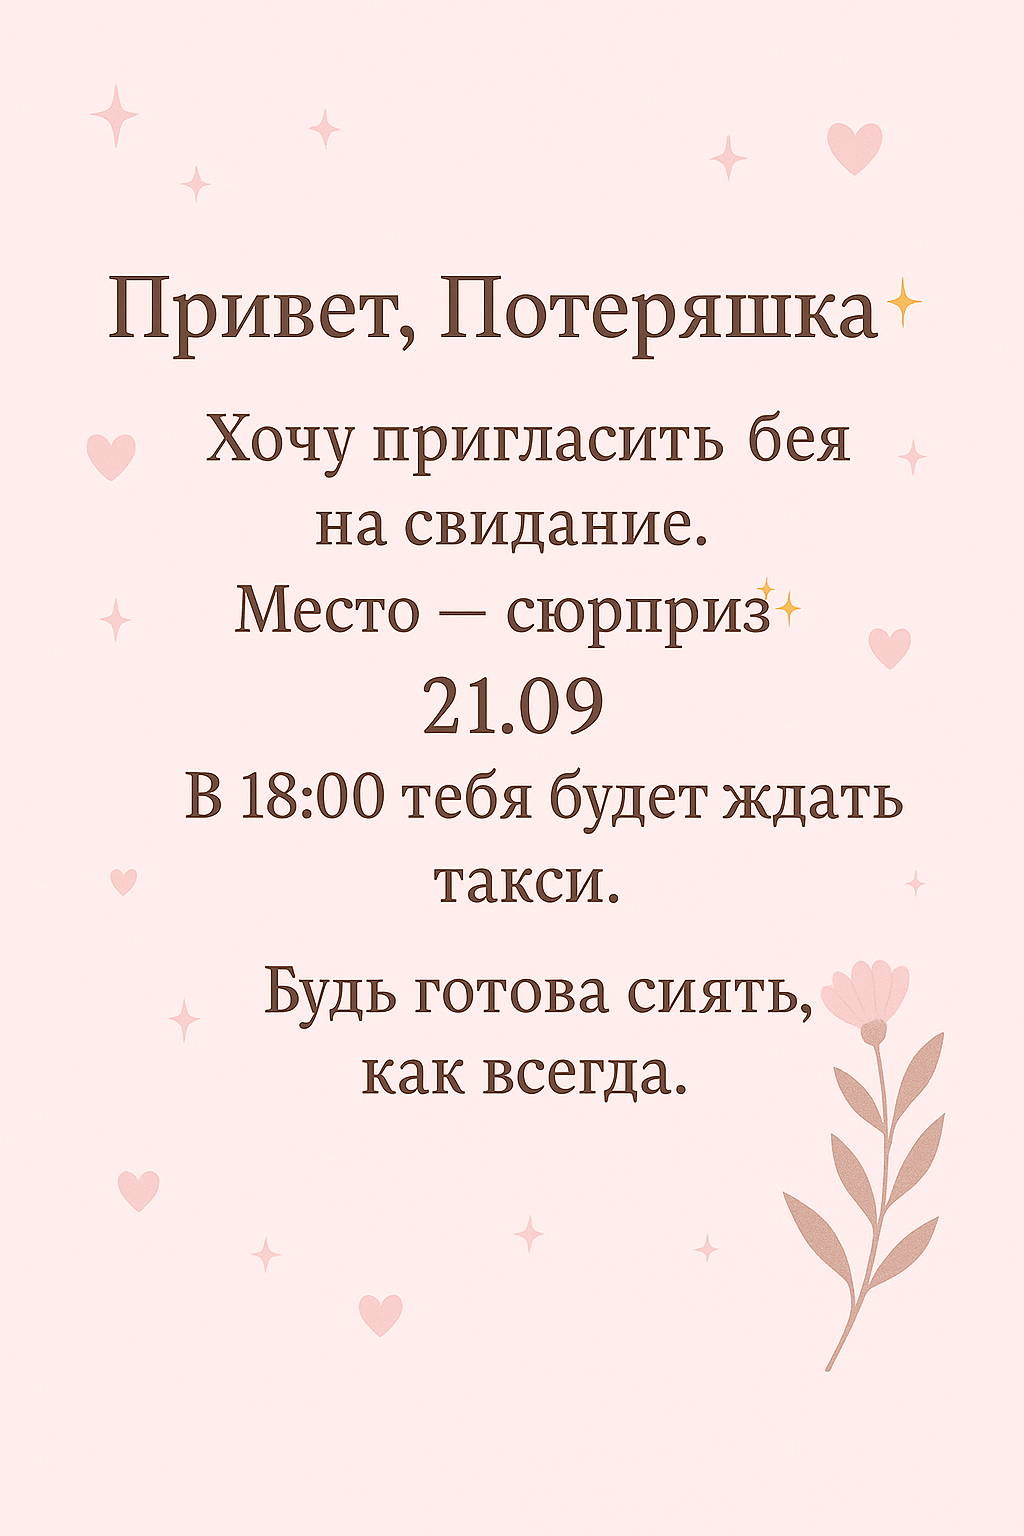 Привет, Потеряшка
Хочу пригласить бея
на свидание.
Место — сюрприз
21.09
В 18:00 тебя будет ждать
такси.
Будь готова сиять,
как всегда.